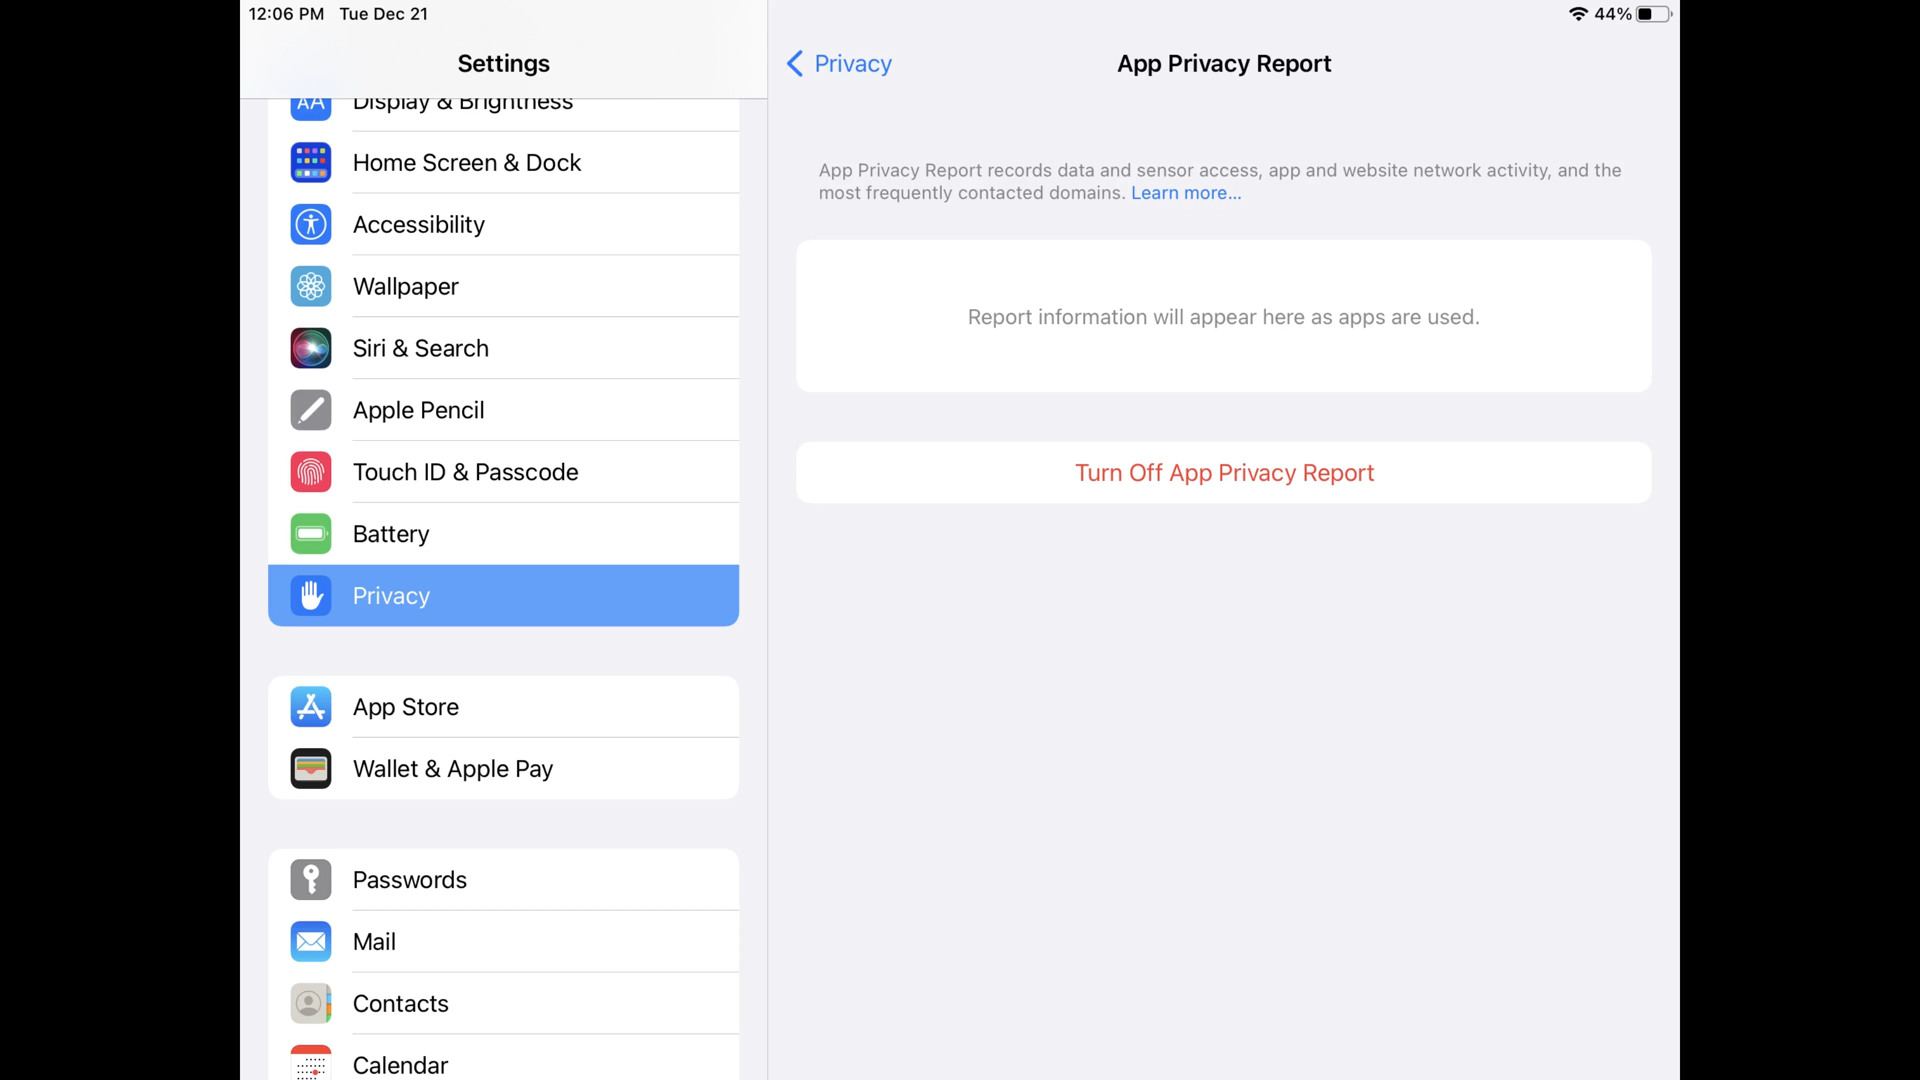 12:06 PM Tue Dec 21
44%
Settings
Display & Brightness
Home Screen & Dock
Accessibility
Wallpaper
Siri & Search
Apple Pencil
Touch ID & Passcode
Battery
Privacy
App Store
Wallet & Apple Pay
Passwords
Mail
Contacts
Calendar
Privacy
App Privacy Report
App Privacy Report records data and sensor access, app and website network activity, and the
most frequently contacted domains. Learn more...
Report information will appear here as apps are used.
Turn Off App Privacy Report